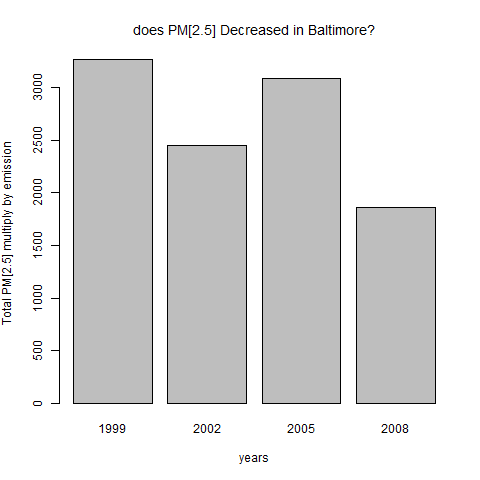 does PM[2.5] Decreased in Baltimore?
Total PM[2.5] multiply by emission
3000
2500
2000
1500
1000
500
0
1999 2002 2005 2008
years